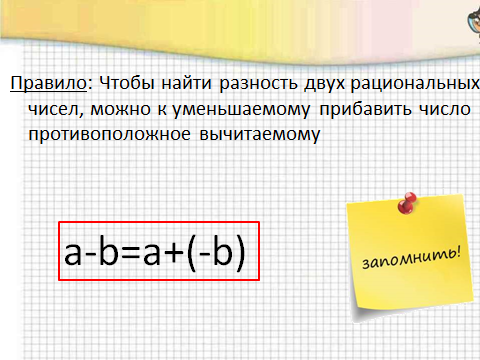 Правило: Чтобы найти разность двух рациональных
чисел, можно к уменьшаемому прибавить число
противоположное вычитаемому
a-b=a+(-b)
запомнить!